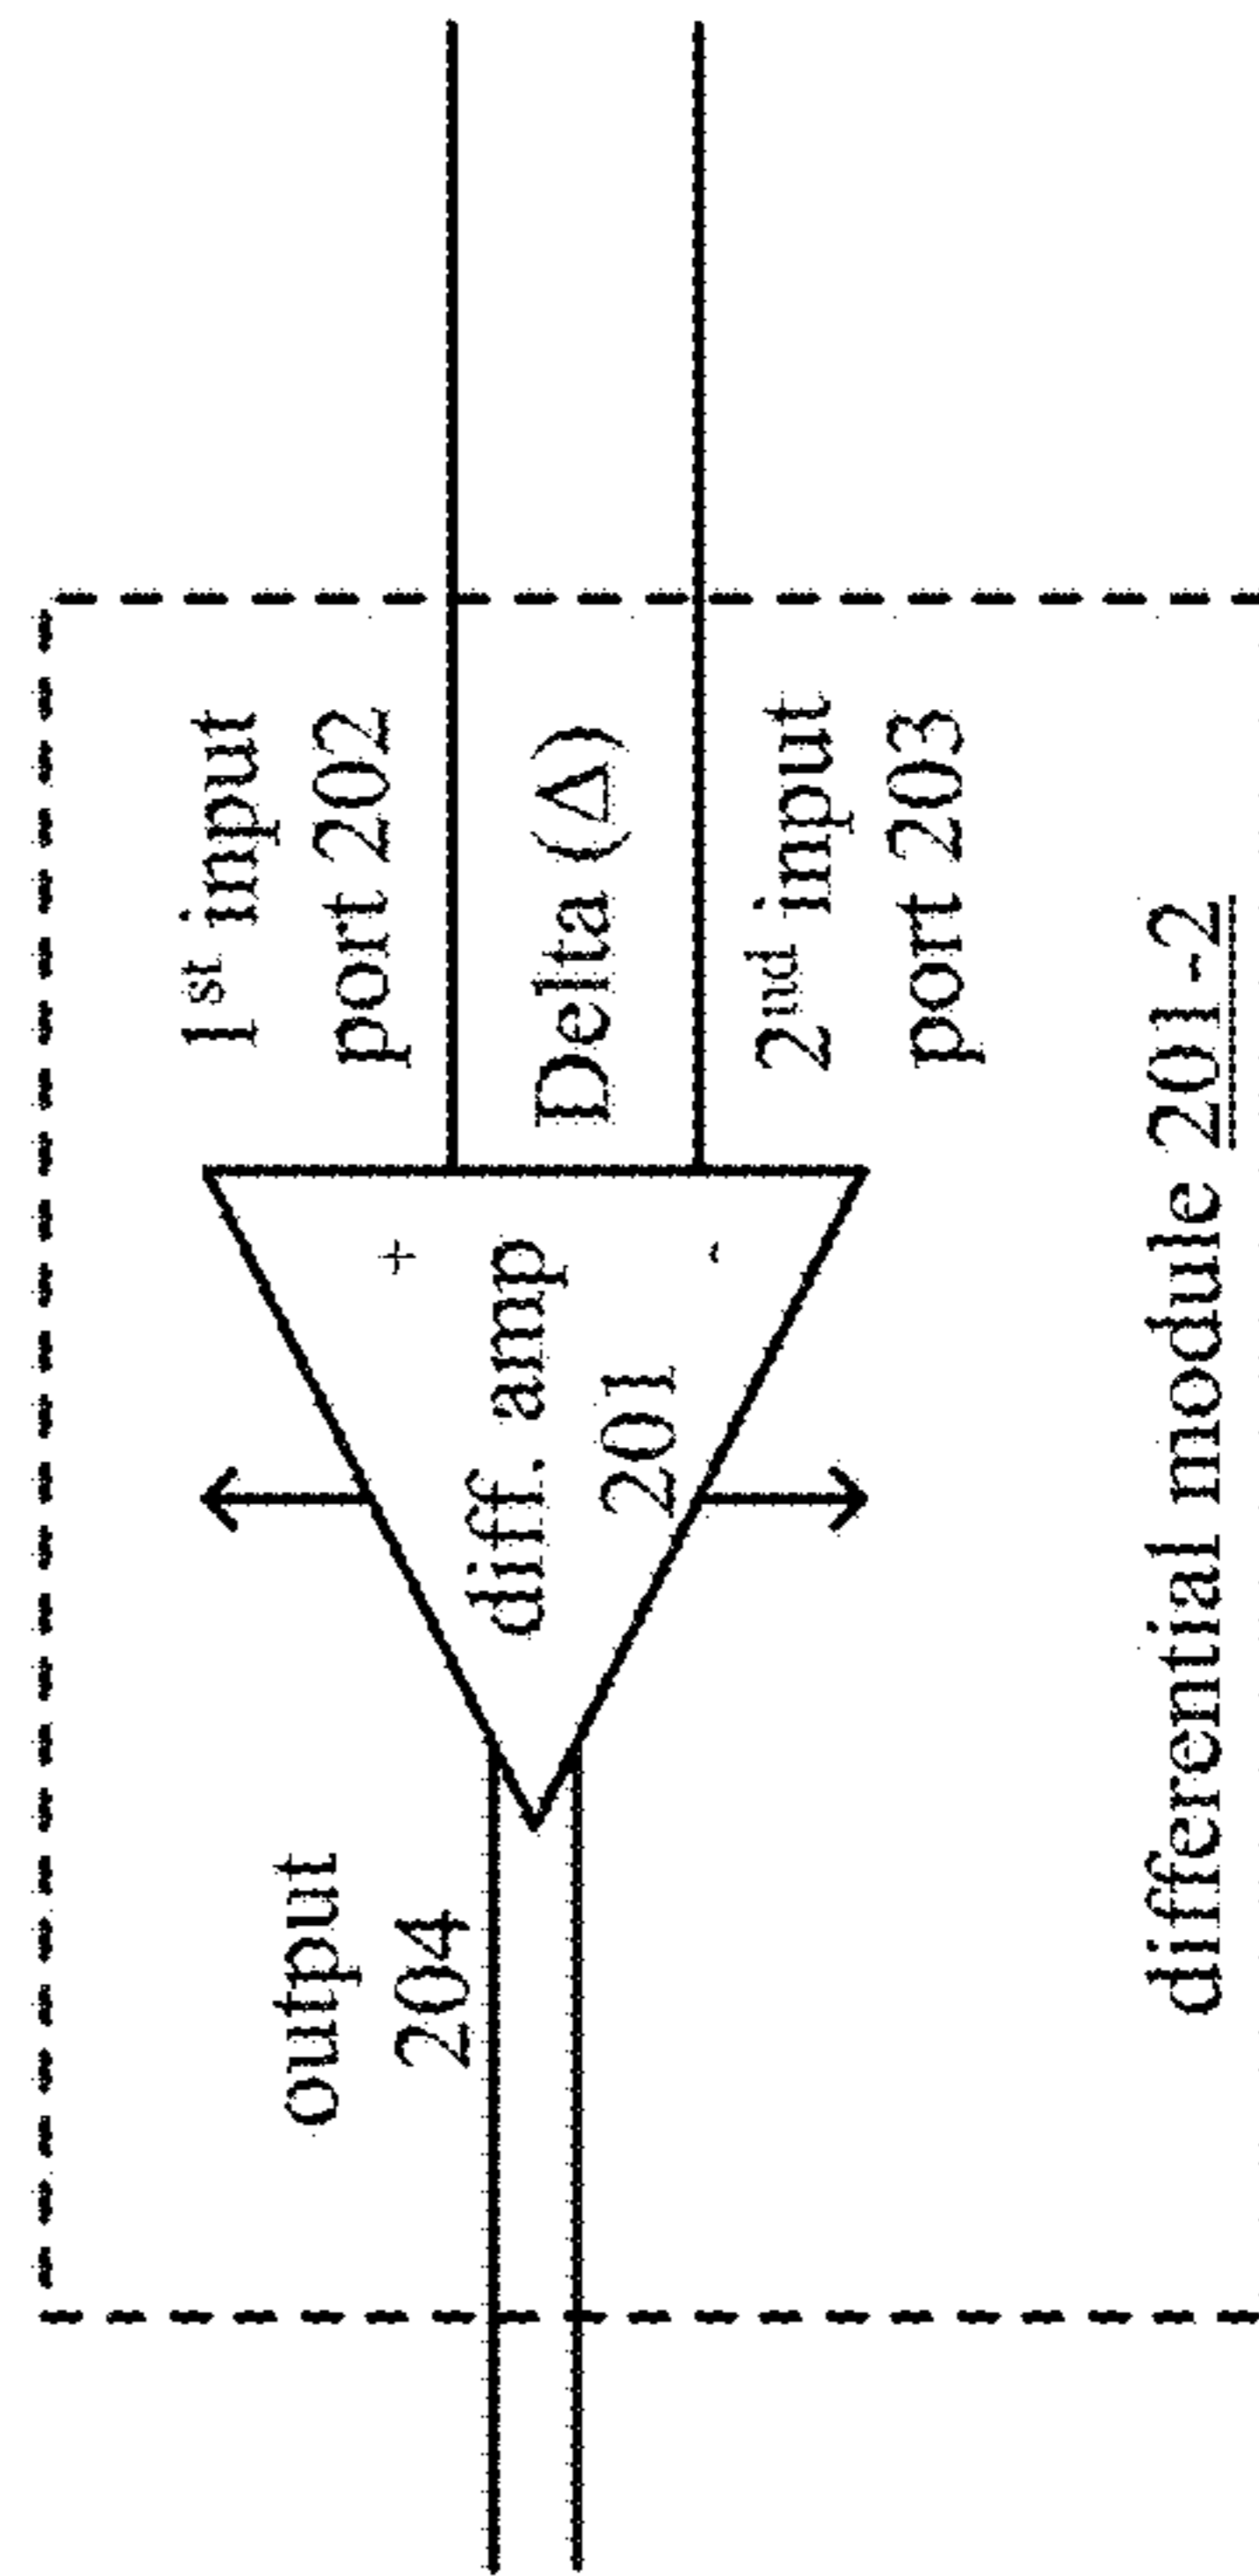 output
204
diff. amp
201
+
-
1st input
port 202
Delta (Δ)
2nd input
port 203
differential module 201-2